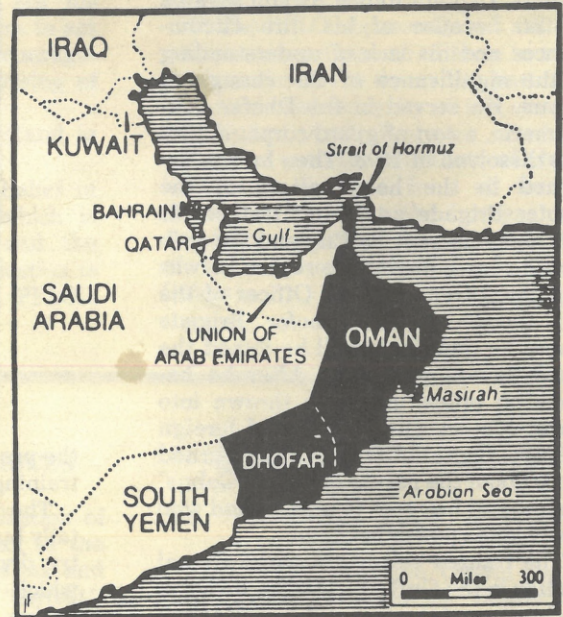 IRAQ
IRAN
KUWAIT
Strait of Hormuz
BAHRAIN
QATAR
Gulf
SAUDI
ARABIA
UNION OF
ARAB EMIRATES
OMAN
Masirah
DHOFAR
SOUTH
YEMEN
Arabian Sea
0 Miles 300